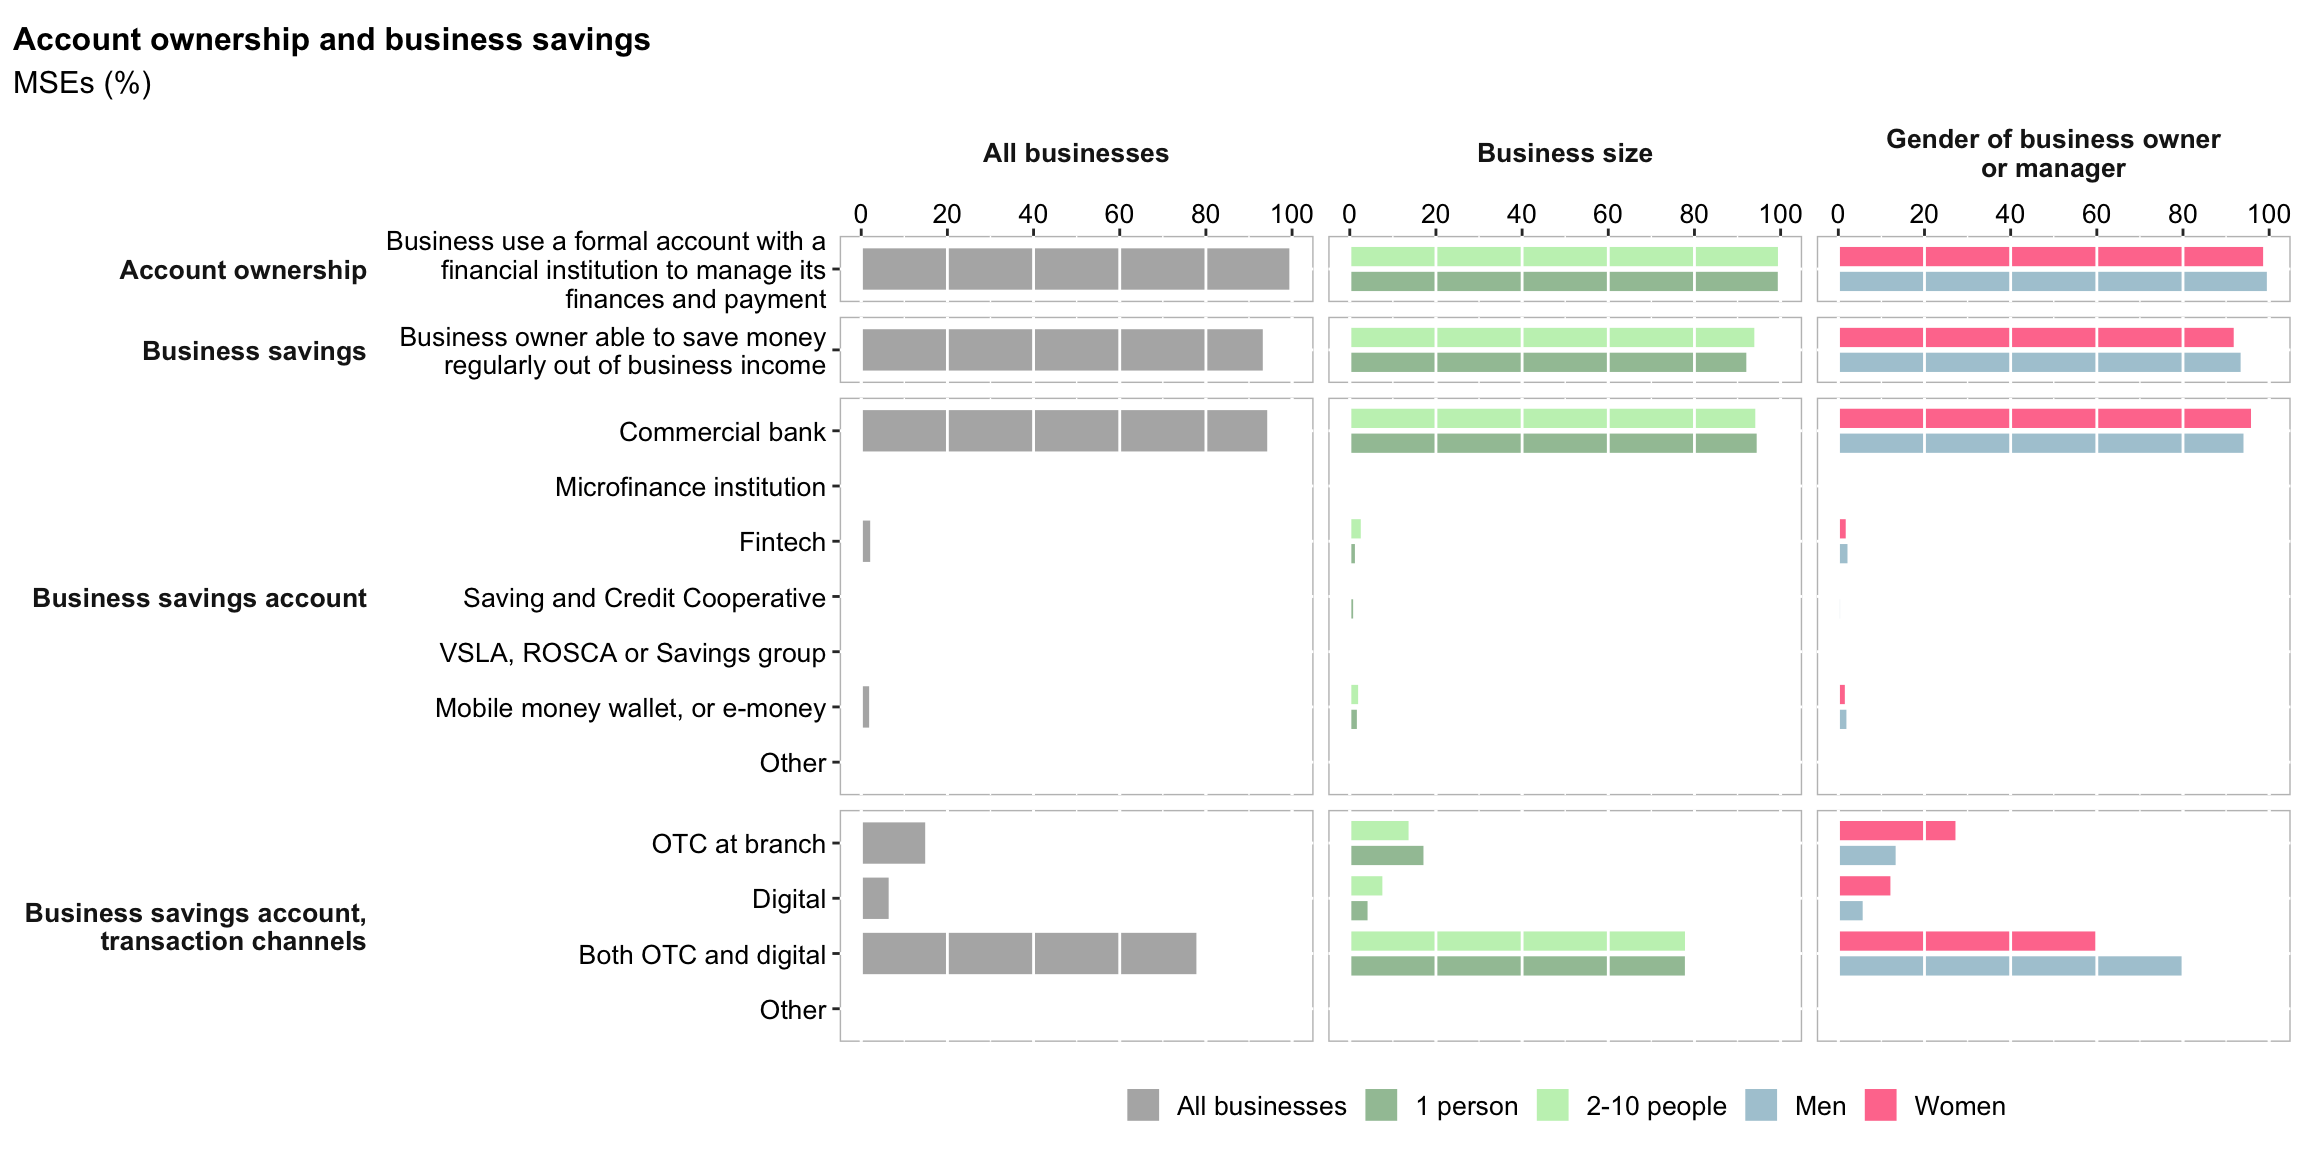 Account ownership and business savings
MSEs (%)
All businesses
Business size
Gender of business owner
or manager
0 20 40 60 80 100
0 20 40 60 80 100
0 20 40 60 80 100
Account ownership
Business use a formal account with a
financial institution to manage its
finances and payment
Business savings
Business owner able to save money
regularly out of business income
Business savings account
Commercial bank
Microfinance institution
Fintech
Saving and Credit Cooperative
VSLA, ROSCA or Savings group
Mobile money wallet, or e-money
Other
Business savings account,
transaction channels
OTC at branch
Digital
Both OTC and digital
Other
All businesses
1 person
2-10 people
Men
Women